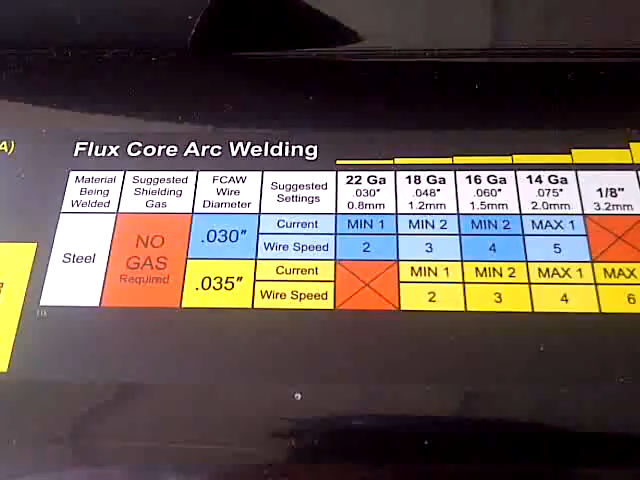 A)
Flux Core Arc Welding
Material Being Welded
Suggested Shielding Gas
FCAW Wire Diameter
Suggested Settings
22 Ga .030" 0.8mm
18 Ga .048" 1.2mm
16 Ga .060" 1.5mm
14 Ga .075" 2.0mm
1/8" 3.2mm
Steel
NO GAS Required
.030"
Current MIN 1 MIN 2 MIN 2 MAX 1
Wire Speed 2 3 4 5
.035"
Current MIN 1 MIN 2 MAX 1 MAX
Wire Speed 2 3 4 6